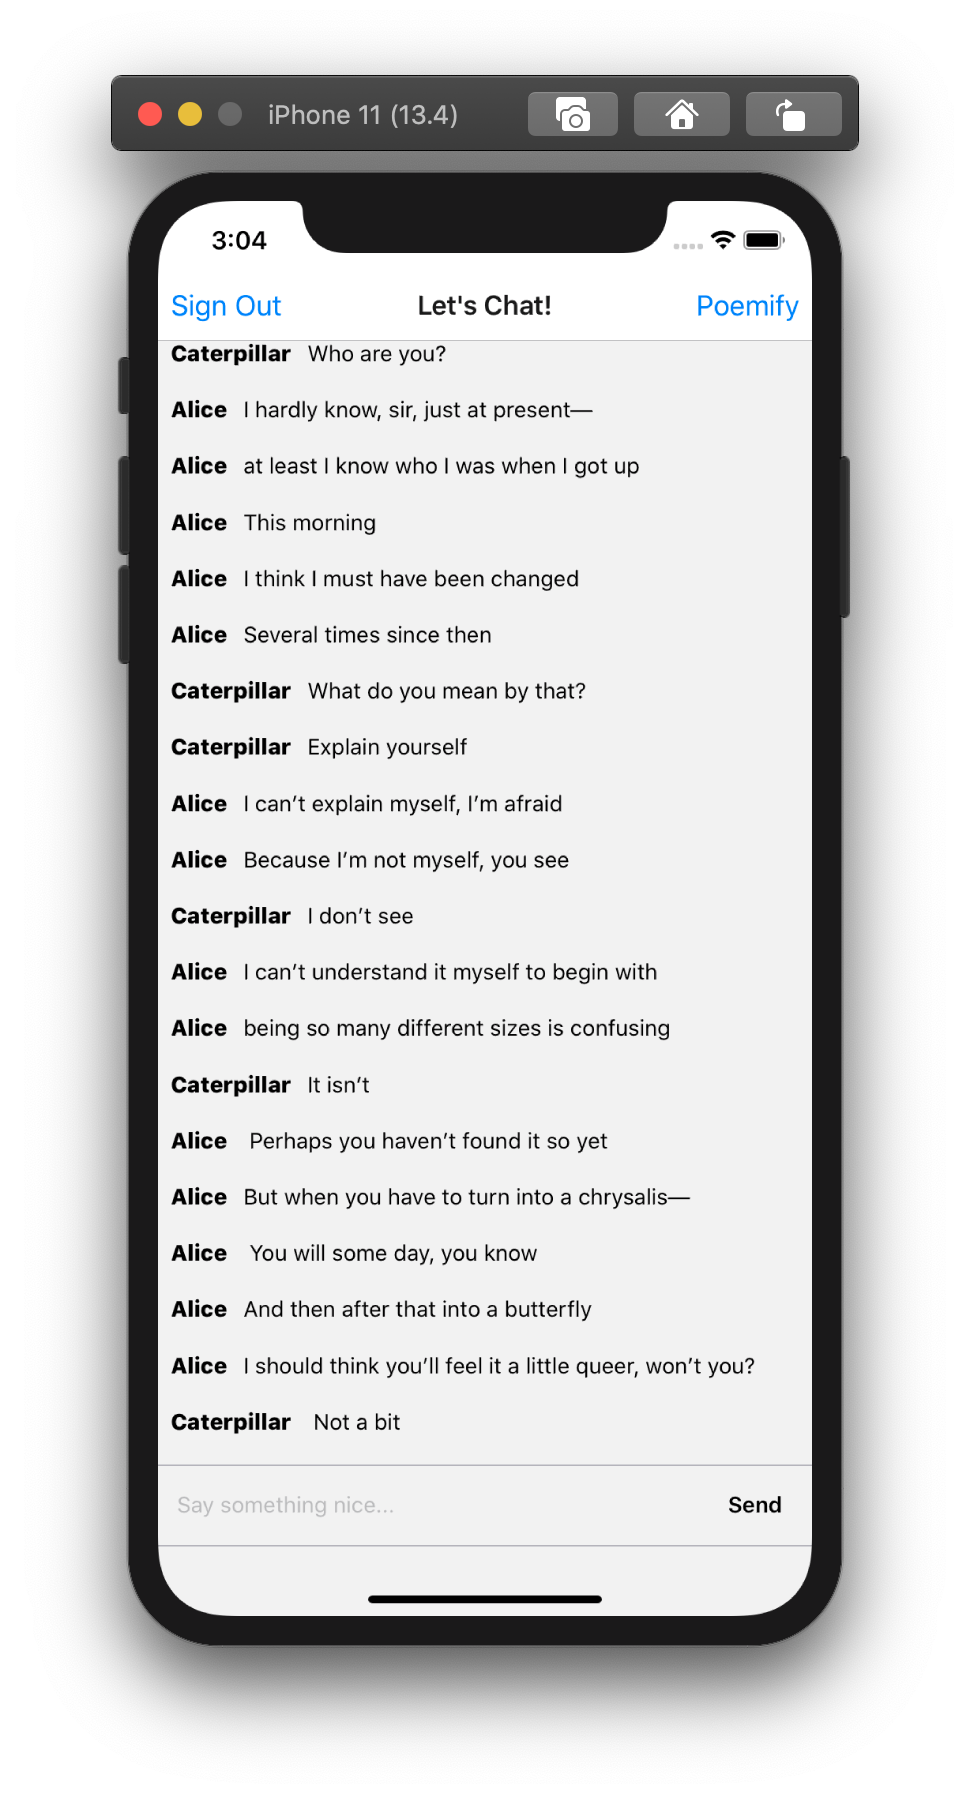 iPhone 11 (13.4)
3:04
Sign Out Let's Chat! Poemify
Caterpillar Who are you?
Alice I hardly know, sir, just at present—
Alice at least I know who I was when I got up
Alice This morning
Alice I think I must have been changed
Alice Several times since then
Caterpillar What do you mean by that?
Caterpillar Explain yourself
Alice I can’t explain myself, I’m afraid
Alice Because I’m not myself, you see
Caterpillar I don’t see
Alice I can’t understand it myself to begin with
Alice being so many different sizes is confusing
Caterpillar It isn’t
Alice Perhaps you haven’t found it so yet
Alice But when you have to turn into a chrysalis—
Alice You will some day, you know
Alice And then after that into a butterfly
Alice I should think you’ll feel it a little queer, won’t you?
Caterpillar Not a bit
Say something nice... Send